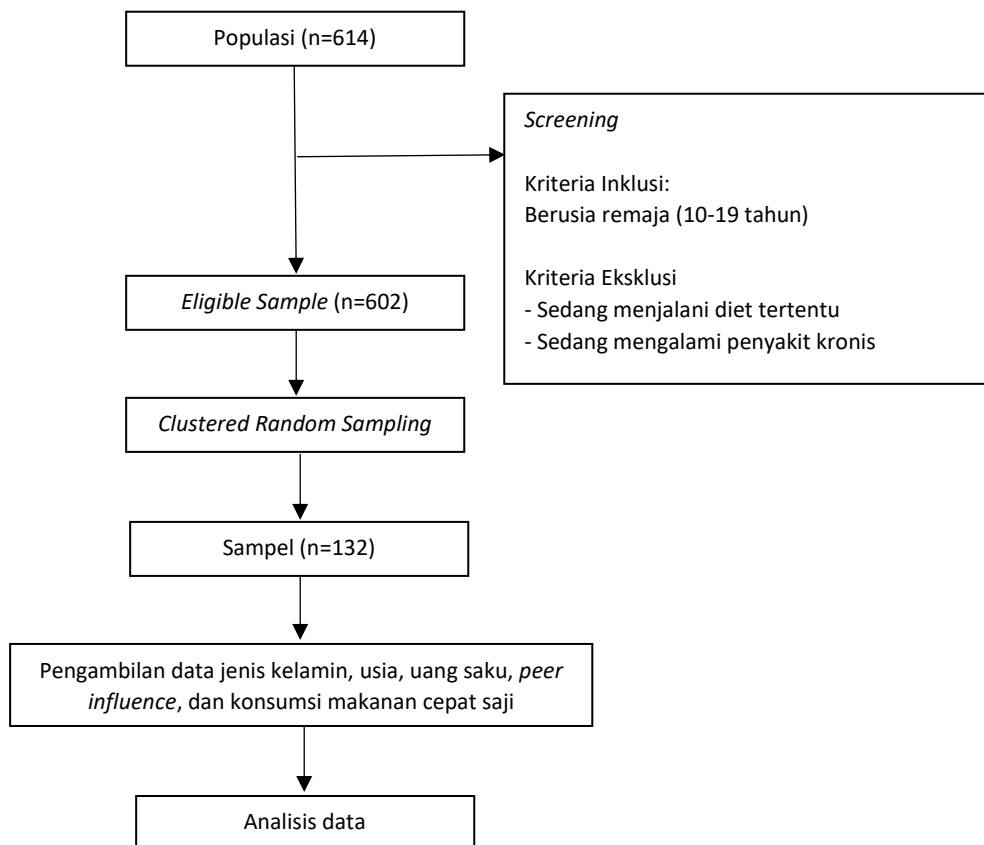 Populasi (n=614)
Screening
Kriteria Inklusi:
Berusia remaja (10-19 tahun)
Kriteria Eksklusi
- Sedang menjalani diet tertentu
- Sedang mengalami penyakit kronis
Eligible Sample (n=602)
Clustered Random Sampling
Sampel (n=132)
Pengambilan data jenis kelamin, usia, uang saku, peer
influence, dan konsumsi makanan cepat saji
Analisis data